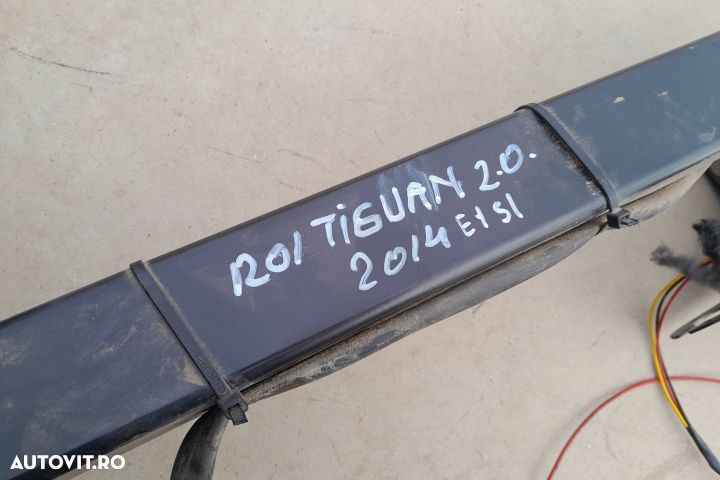 R01 TiGUAN 2.0.
2014 E1 S1
AUTOVIT.RO